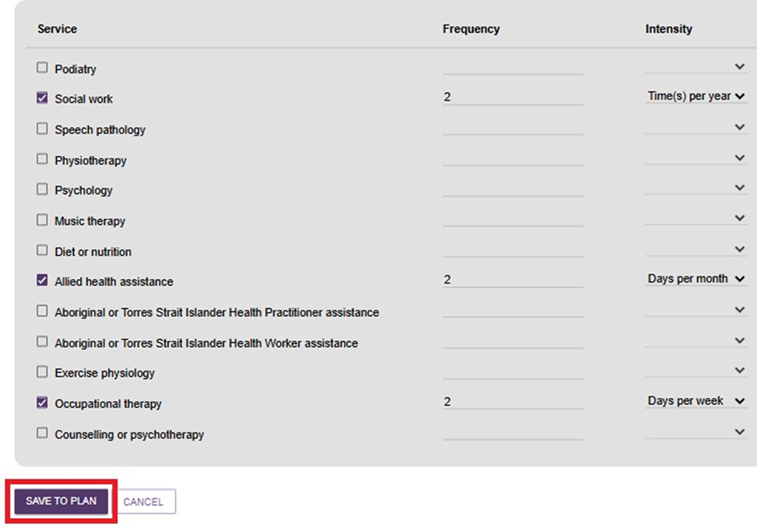 Service Frequency Intensity
Podiatry
Social work 2 Time(s) per year
Speech pathology
Physiotherapy
Psychology
Music therapy
Diet or nutrition
Allied health assistance 2 Days per month
Aboriginal or Torres Strait Islander Health Practitioner assistance
Aboriginal or Torres Strait Islander Health Worker assistance
Exercise physiology
Occupational therapy 2 Days per week
Counselling or psychotherapy
SAVE TO PLAN CANCEL